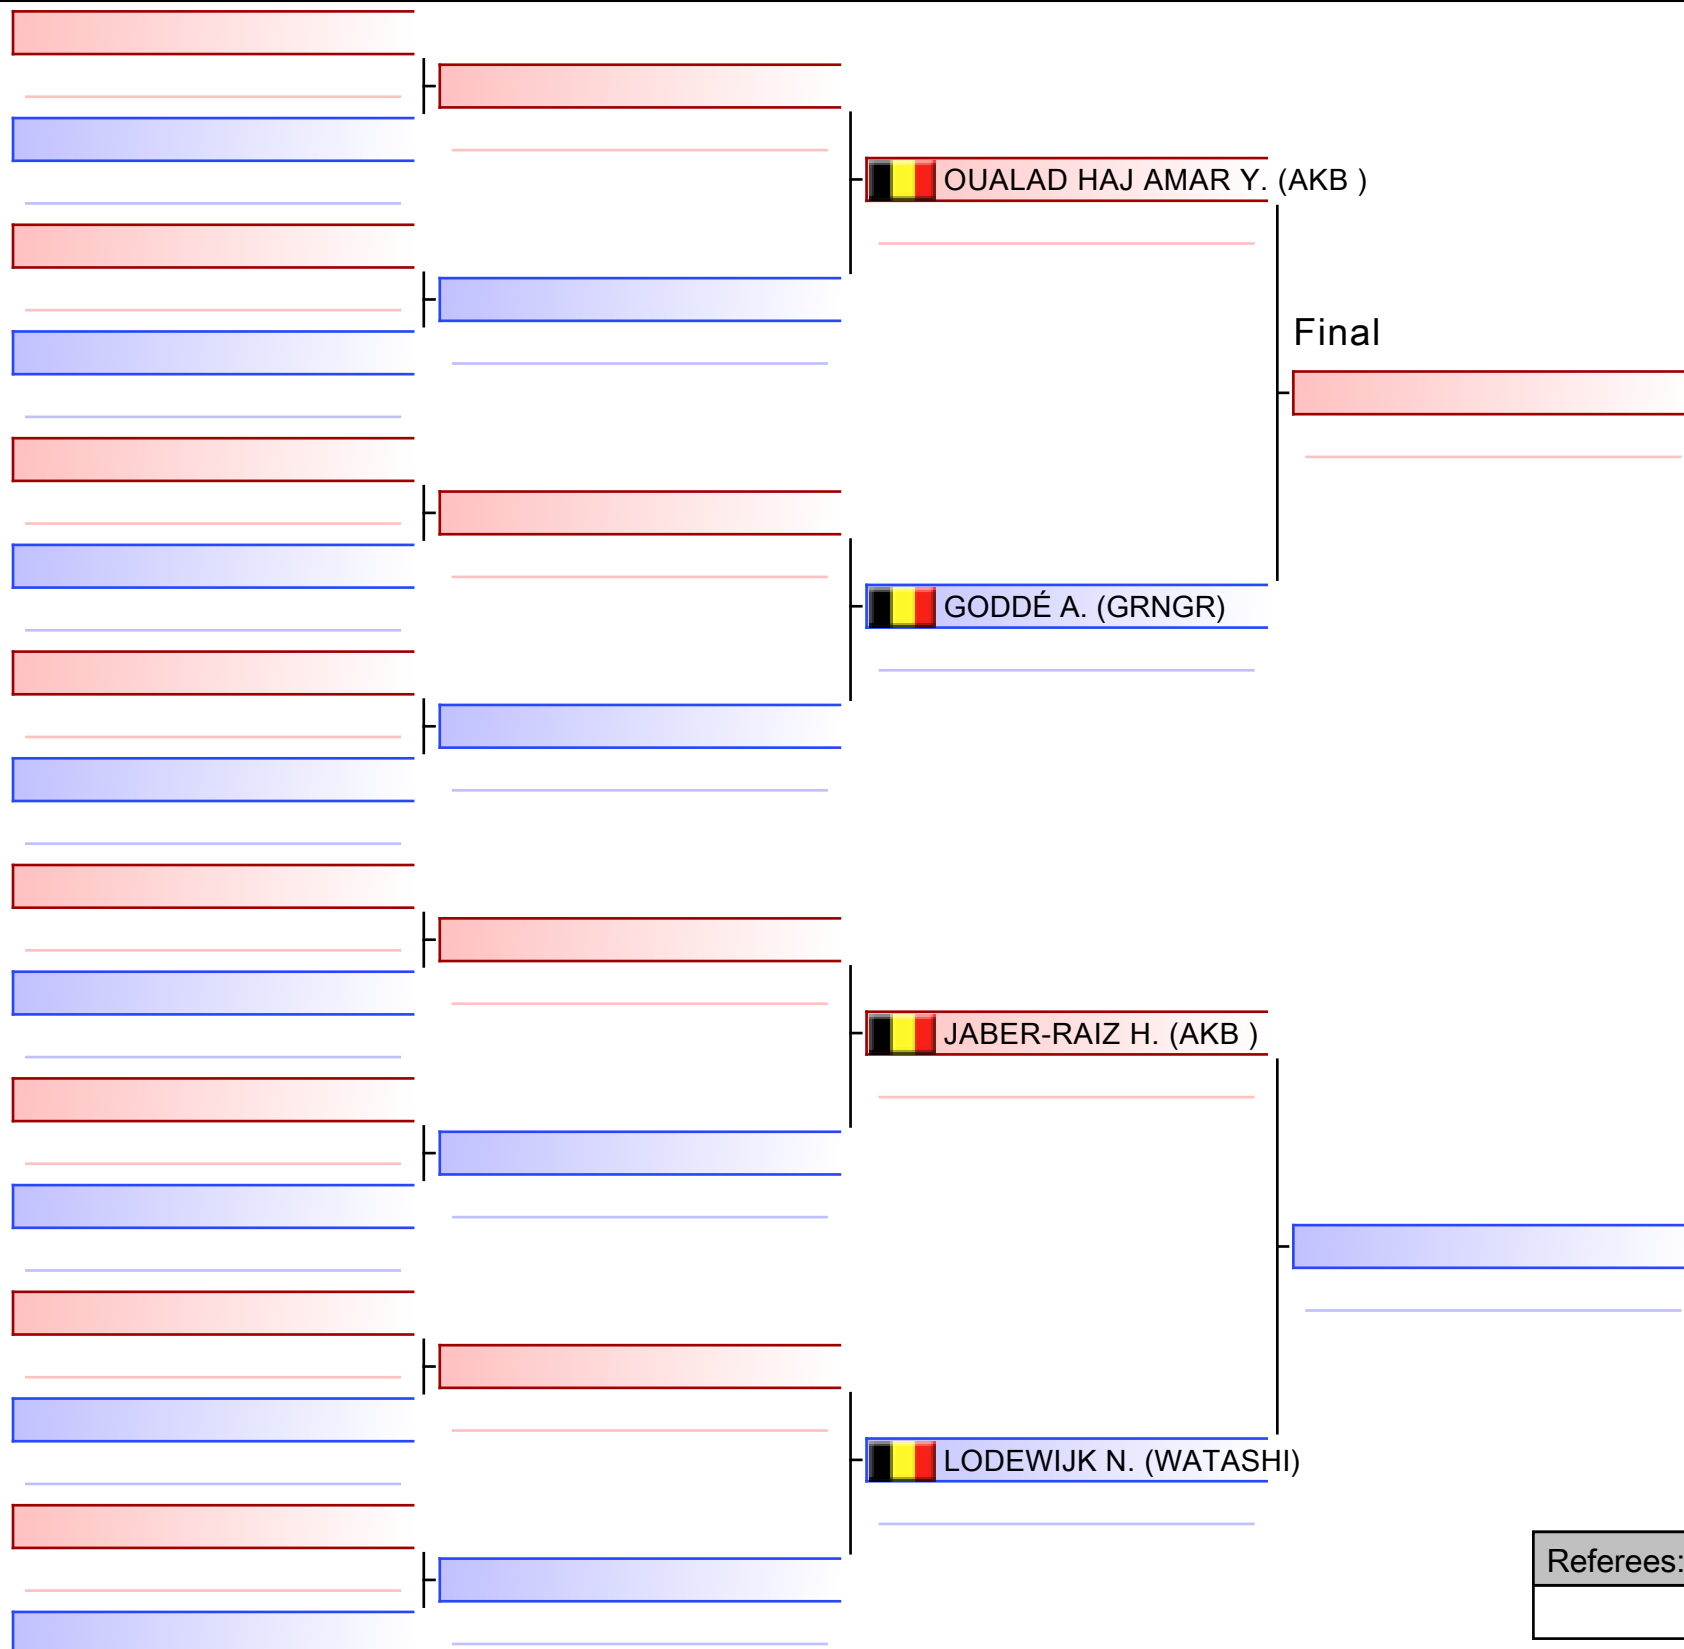 OUALAD HAJ AMAR Y. (AKB )
Final
GODDÉ A. (GRNGR)
JABER-RAIZ H. (AKB )
LODEWIJK N. (WATASHI)
Referees: